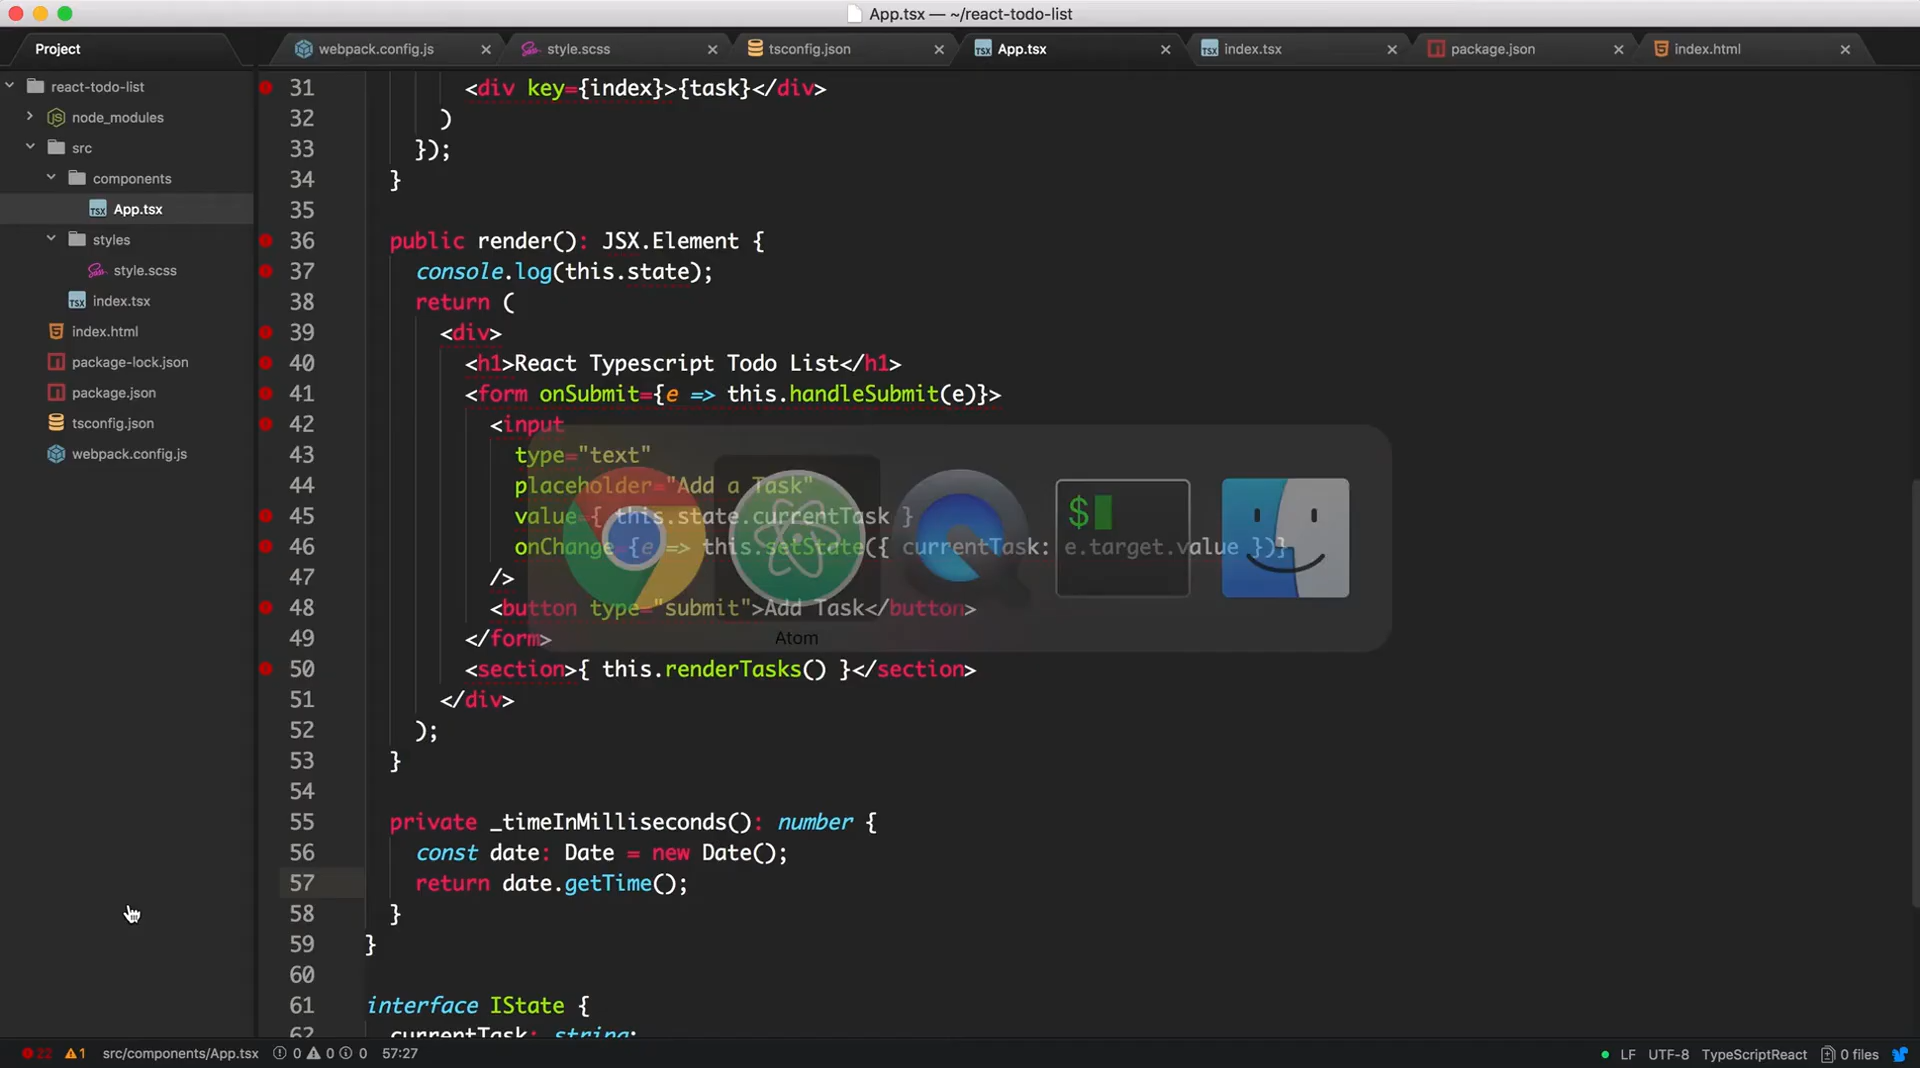 App.tsx — ~/react-todo-list
Project
webpack.config.js
style.scss
tsconfig.json
App.tsx
index.tsx
package.json
index.html
react-todo-list
node_modules
src
components
App.tsx
styles
style.scss
index.tsx
index.html
package-lock.json
package.json
tsconfig.json
webpack.config.js
31 <div key={index}>{task}</div>
32 )
33 });
34 }
35
36 public render(): JSX.Element {
37 console.log(this.state);
38 return (
39 <div>
40 <h1>React Typescript Todo List</h1>
41 <form onSubmit={e => this.handleSubmit(e)}>
42 <input
43 type="text"
44 placeholder="Add a Task"
45 value={ this.state.currentTask }
46 onChange={e => this.setState({ currentTask: e.target.value })}
47 />
48 <button type="submit">Add Task</button>
49 </form>
50 <section>{ this.renderTasks() }</section>
51 </div>
52 );
53 }
54
55 private _timeInMilliseconds(): number {
56 const date: Date = new Date();
57 return date.getTime();
58 }
59 }
60
61 interface IState {
62 currentTask: string;
$
Atom
22 1 src/components/App.tsx 0 0 0 57:27
LF UTF-8 TypeScriptReact 0 files